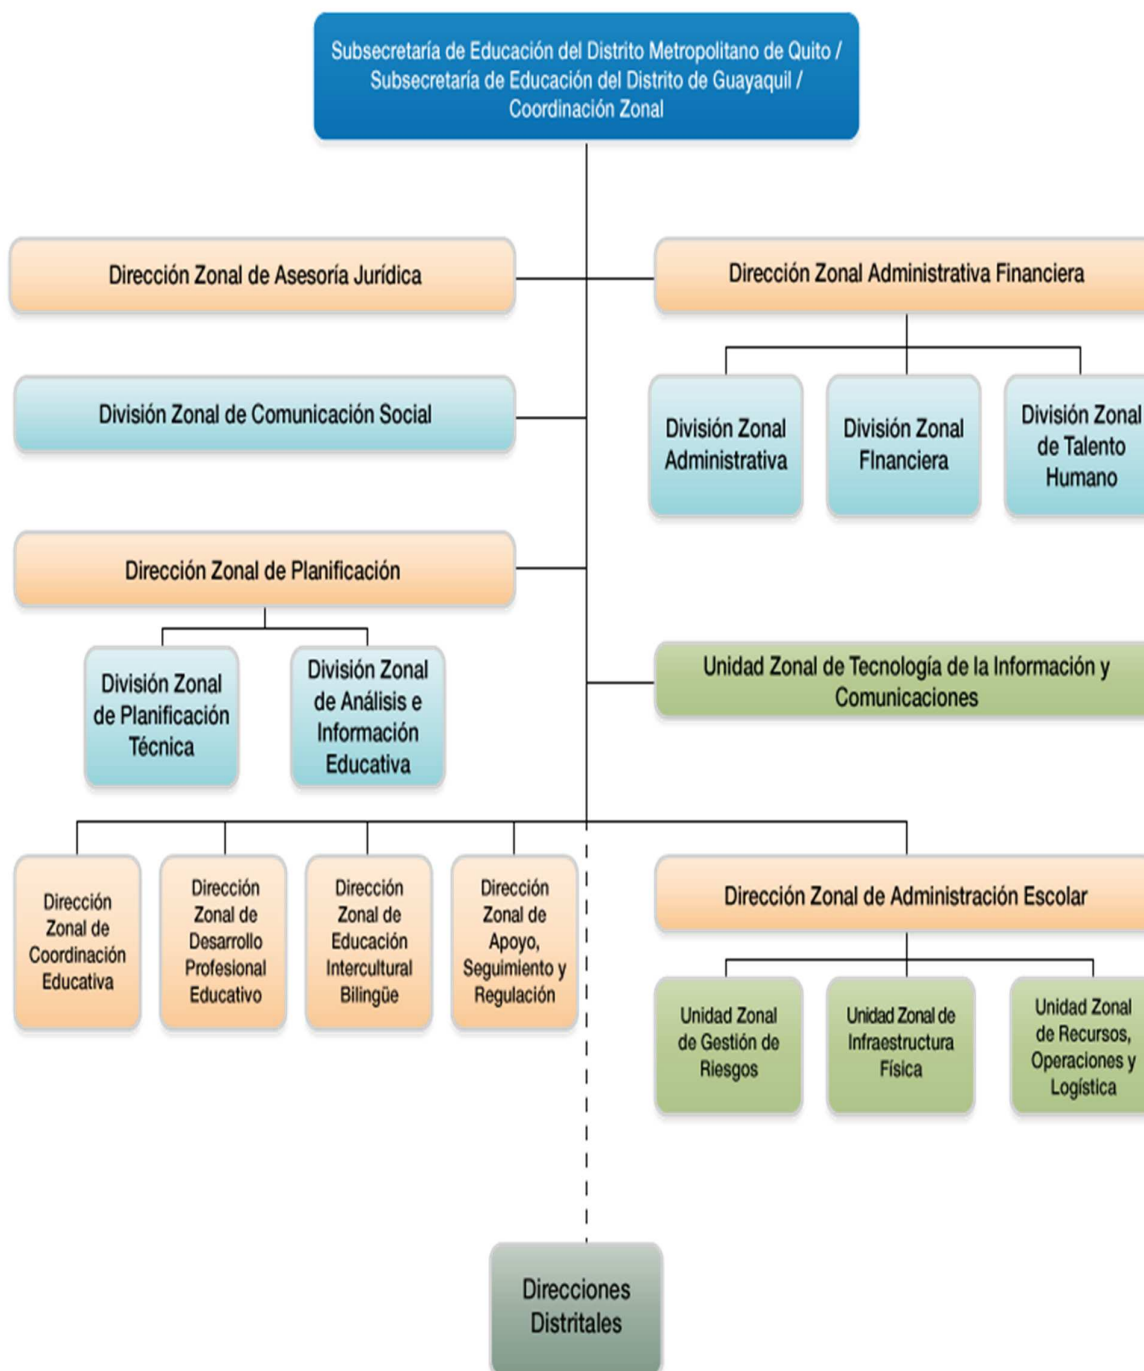 Subsecretaría de Educación del Distrito Metropolitano de Quito /
Subsecretaría de Educación del Distrito de Guayaquil /
Coordinación Zonal
Dirección Zonal de Asesoría Jurídica
Dirección Zonal Administrativa Financiera
División Zonal de Comunicación Social
División Zonal
Administrativa
División Zonal
FInanciera
División Zonal
de Talento
Humano
Dirección Zonal de Planificación
División Zonal
de Planificación
Técnica
División Zonal
de Análisis e
Información
Educativa
Unidad Zonal de Tecnología de la Información y
Comunicaciones
Dirección
Zonal de
Coordinación
Educativa
Dirección
Zonal de
Desarrollo
Profesional
Educativo
Dirección
Zonal de
Educación
Intercultural
Bilingüe
Dirección
Zonal de
Apoyo,
Seguimiento y
Regulación
Dirección Zonal de Administración Escolar
Unidad Zonal
de Gestión de
Riesgos
Unidad Zonal de
Infraestructura
Física
Unidad Zonal
de Recursos,
Operaciones y
Logística
Direcciones
Distritales